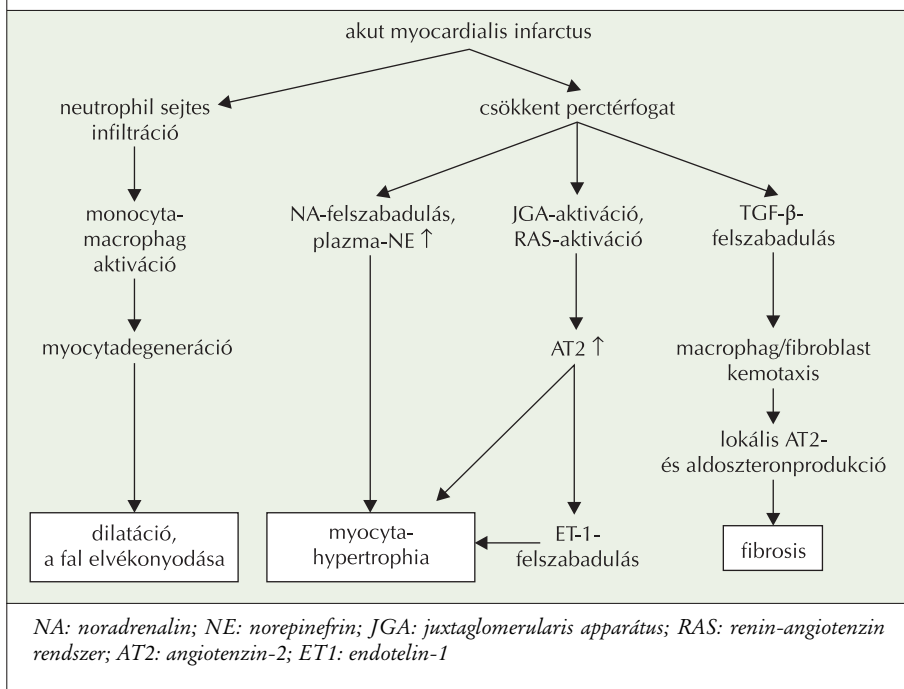 akut myocardialis infarctus
neutrophil sejtes
infiltráció
csökkent perctérfogat
monocyta-
macrophag
aktiváció
NA-felszabadulás,
plazma-NE ↑
JGA-aktiváció,
RAS-aktiváció
TGF-β-
felszabadulás
myocytadegeneráció
AT2 ↑
macrophag/fibroblast
kemotaxis
lokális AT2-
és aldoszteronprodukció
dilatáció,
a fal elvékonyodása
myocyta-
hypertrophia
ET-1-
felszabadulás
fibrosis
NA: noradrenalin; NE: norepinefrin; JGA: juxtaglomerularis apparátus; RAS: renin-angiotenzin
rendszer; AT2: angiotenzin-2; ET1: endotelin-1